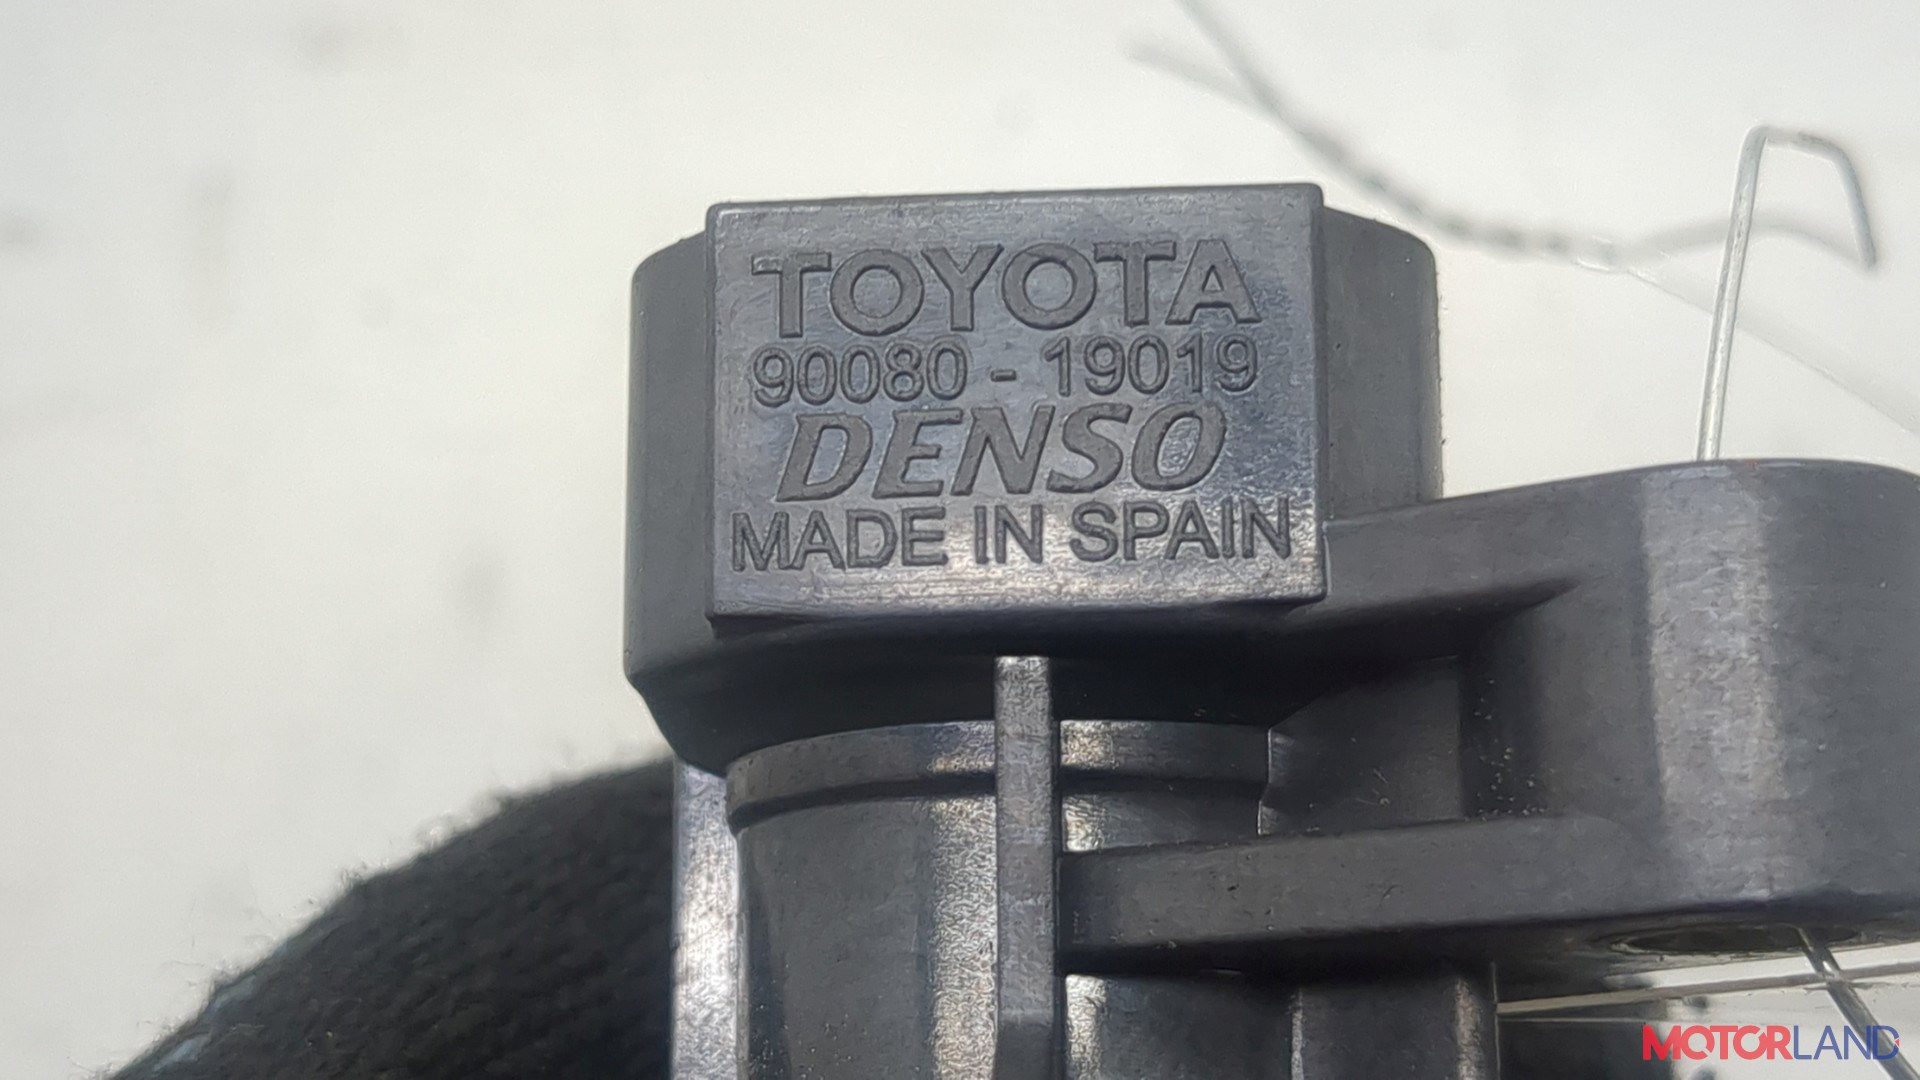 TOYOTA
90080 - 19019
DENSO
MADE IN SPAIN
MOTORLAND